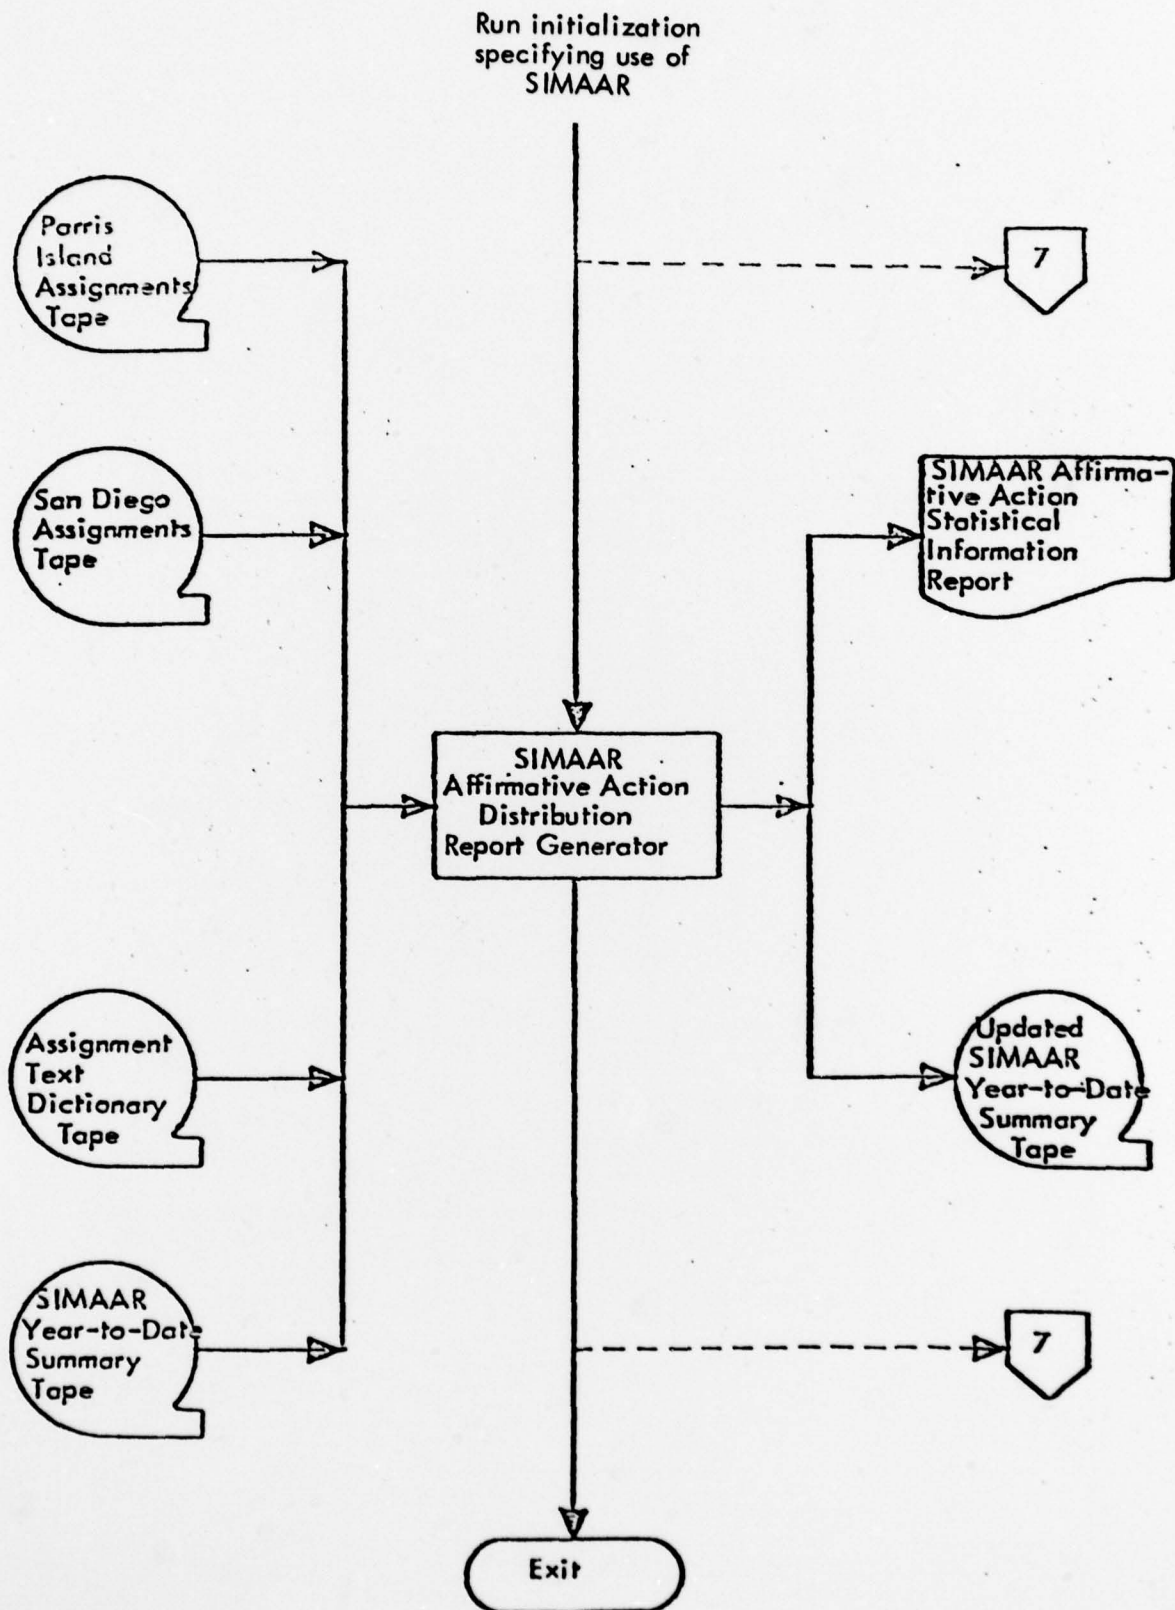 Run initialization
specifying use of
SIMAAR
Parris
Island
Assignments
Tape
7
San Diego
Assignments
Tape
SIMAAR Affirma-
tive Action
Statistical
Information
Report
SIMAAR
Affirmative Action
Distribution
Report Generator
Assignment
Text
Dictionary
Tape
Updated
SIMAAR
Year-to-Date
Summary
Tape
SIMAAR
Year-to-Date
Summary
Tape
7
Exit